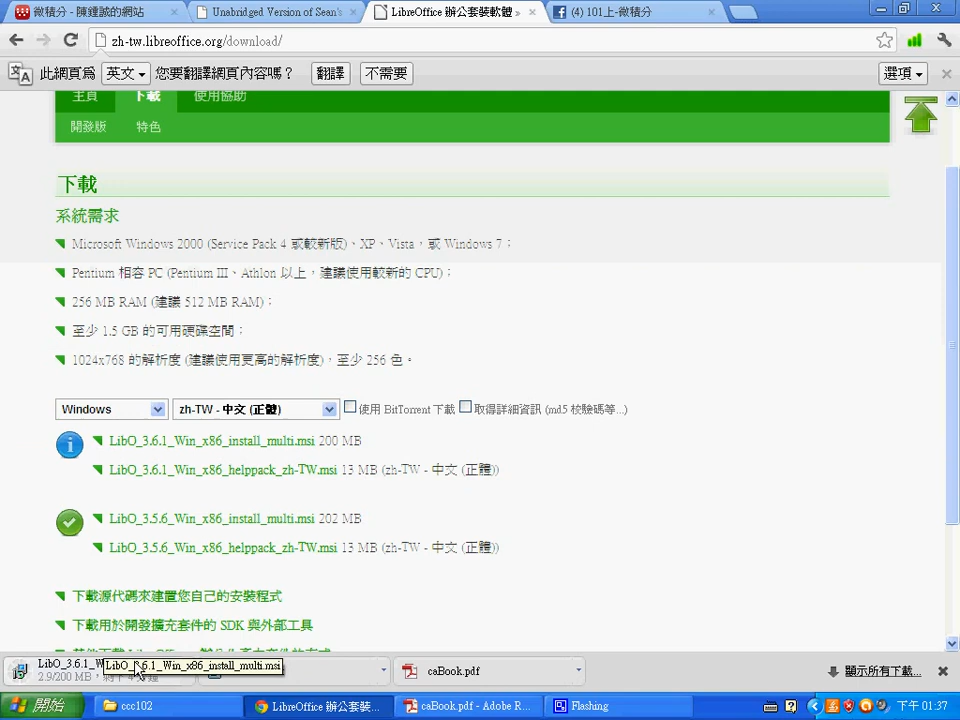 微積分 - 陳鍾誠的網站
Unabridged Version of Sean's
LibreOffice 辦公套裝軟體 »
(4) 101上-微積分
zh-tw.libreoffice.org/download/
此網頁為 英文 您要翻譯網頁內容嗎？ 翻譯 不需要 選項
主頁 下載 使用協助
開發版 特色
下載
系統需求
Microsoft Windows 2000 (Service Pack 4 或較新版)、XP、Vista，或 Windows 7；
Pentium 相容 PC (Pentium III、Athlon 以上，建議使用較新的 CPU)；
256 MB RAM (建議 512 MB RAM)；
至少 1.5 GB 的可用硬碟空間；
1024x768 的解析度 (建議使用更高的解析度)，至少 256 色。
Windows zh-TW - 中文 (正體) 使用 BitTorrent 下載 取得詳細資訊 (md5 校驗碼等...)
LibO_3.6.1_Win_x86_install_multi.msi 200 MB
LibO_3.6.1_Win_x86_helppack_zh-TW.msi 13 MB (zh-TW - 中文 (正體))
LibO_3.5.6_Win_x86_install_multi.msi 202 MB
LibO_3.5.6_Win_x86_helppack_zh-TW.msi 13 MB (zh-TW - 中文 (正體))
下載源代碼來建置您自己的安裝程式
下載用於開發擴充套件的 SDK 與外部工具
LibO_3.6.1_W
LibO_3.6.1_Win_x86_install_multi.msi
2.9/200 MB，
caBook.pdf
顯示所有下載...
開始 ccc102 LibreOffice 辦公套裝... caBook.pdf - Adobe R... Flashing 下午 01:37